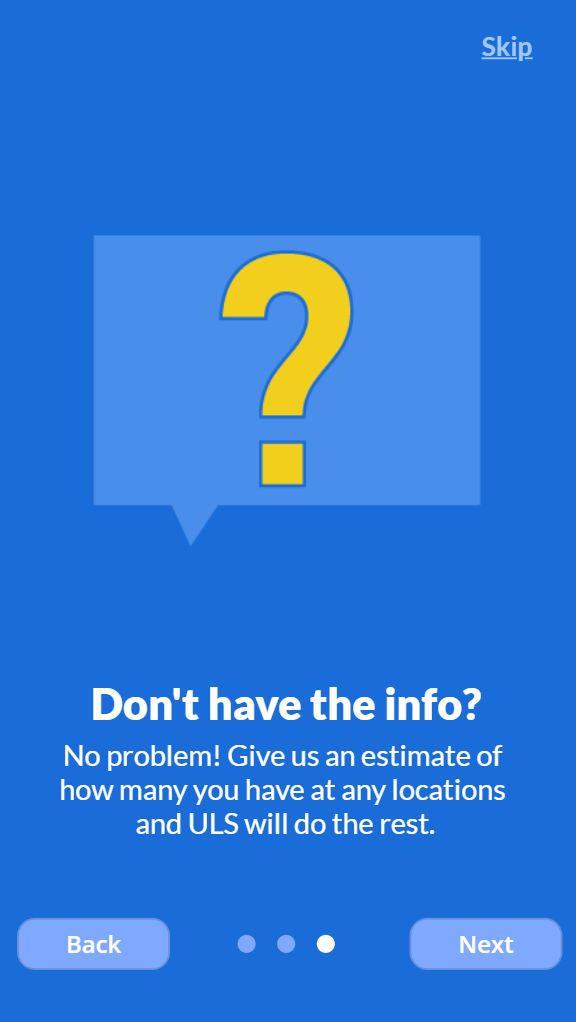 Skip
?
Don't have the info?
No problem! Give us an estimate of
how many you have at any locations
and ULS will do the rest.
Back
Next